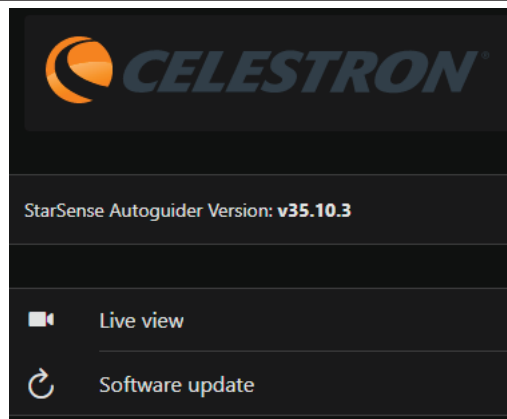 CELESTRON®
StarSense Autoguider Version: v35.10.3
Live view
Software update